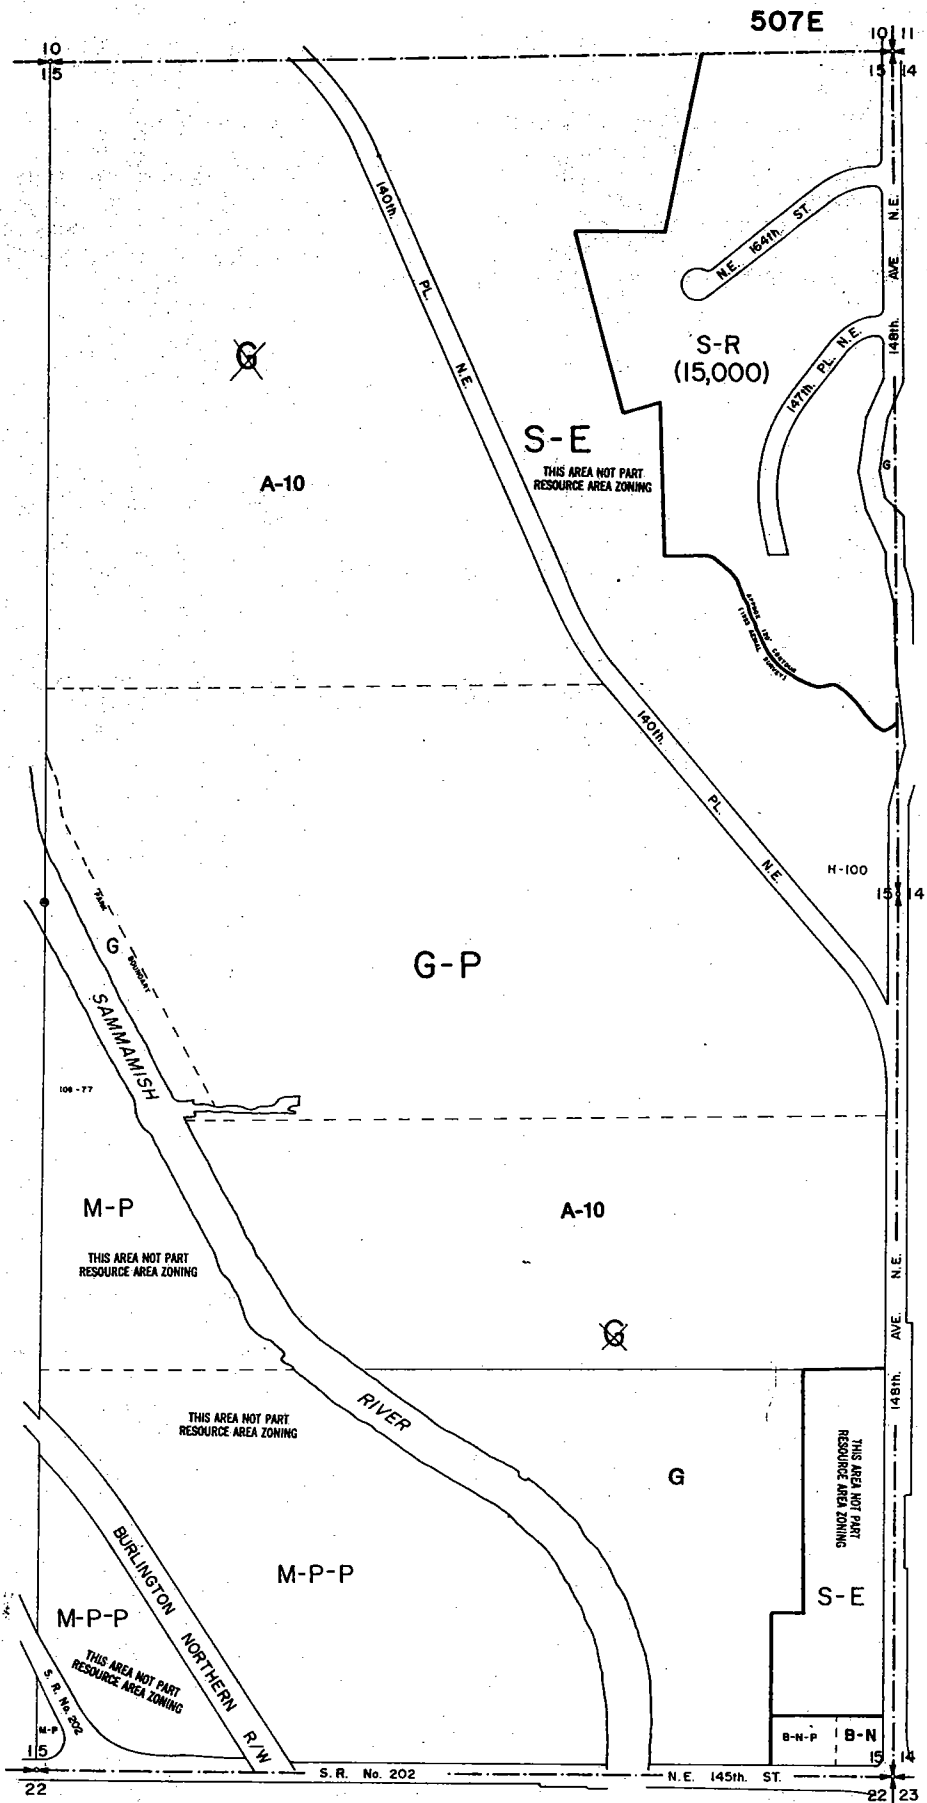 507E
10
10 11
15
15 14
140th.
PL.
N.E.
N.E. 164th ST.
148th. AVE N.E.
147th. PL. N.E.
S-R
(15,000)
G
G
S-E
THIS AREA NOT PART
RESOURCE AREA ZONING
A-10
140th.
PL.
N.E.
H-100
15 14
PARK
BOUNDARY
G
G-P
SAMMAMISH
108-77
M-P
THIS AREA NOT PART
RESOURCE AREA ZONING
A-10
G
148th. AVE. N.E.
RIVER
THIS AREA NOT PART
RESOURCE AREA ZONING
THIS AREA NOT PART
RESOURCE AREA ZONING
G
S-E
M-P-P
BURLINGTON NORTHERN R/W
M-P-P
THIS AREA NOT PART
RESOURCE AREA ZONING
S. R. No. 202
M-P
B-N-P
B-N
15
15 14
S.R. No. 202
N.E. 145th. ST.
22
22 23